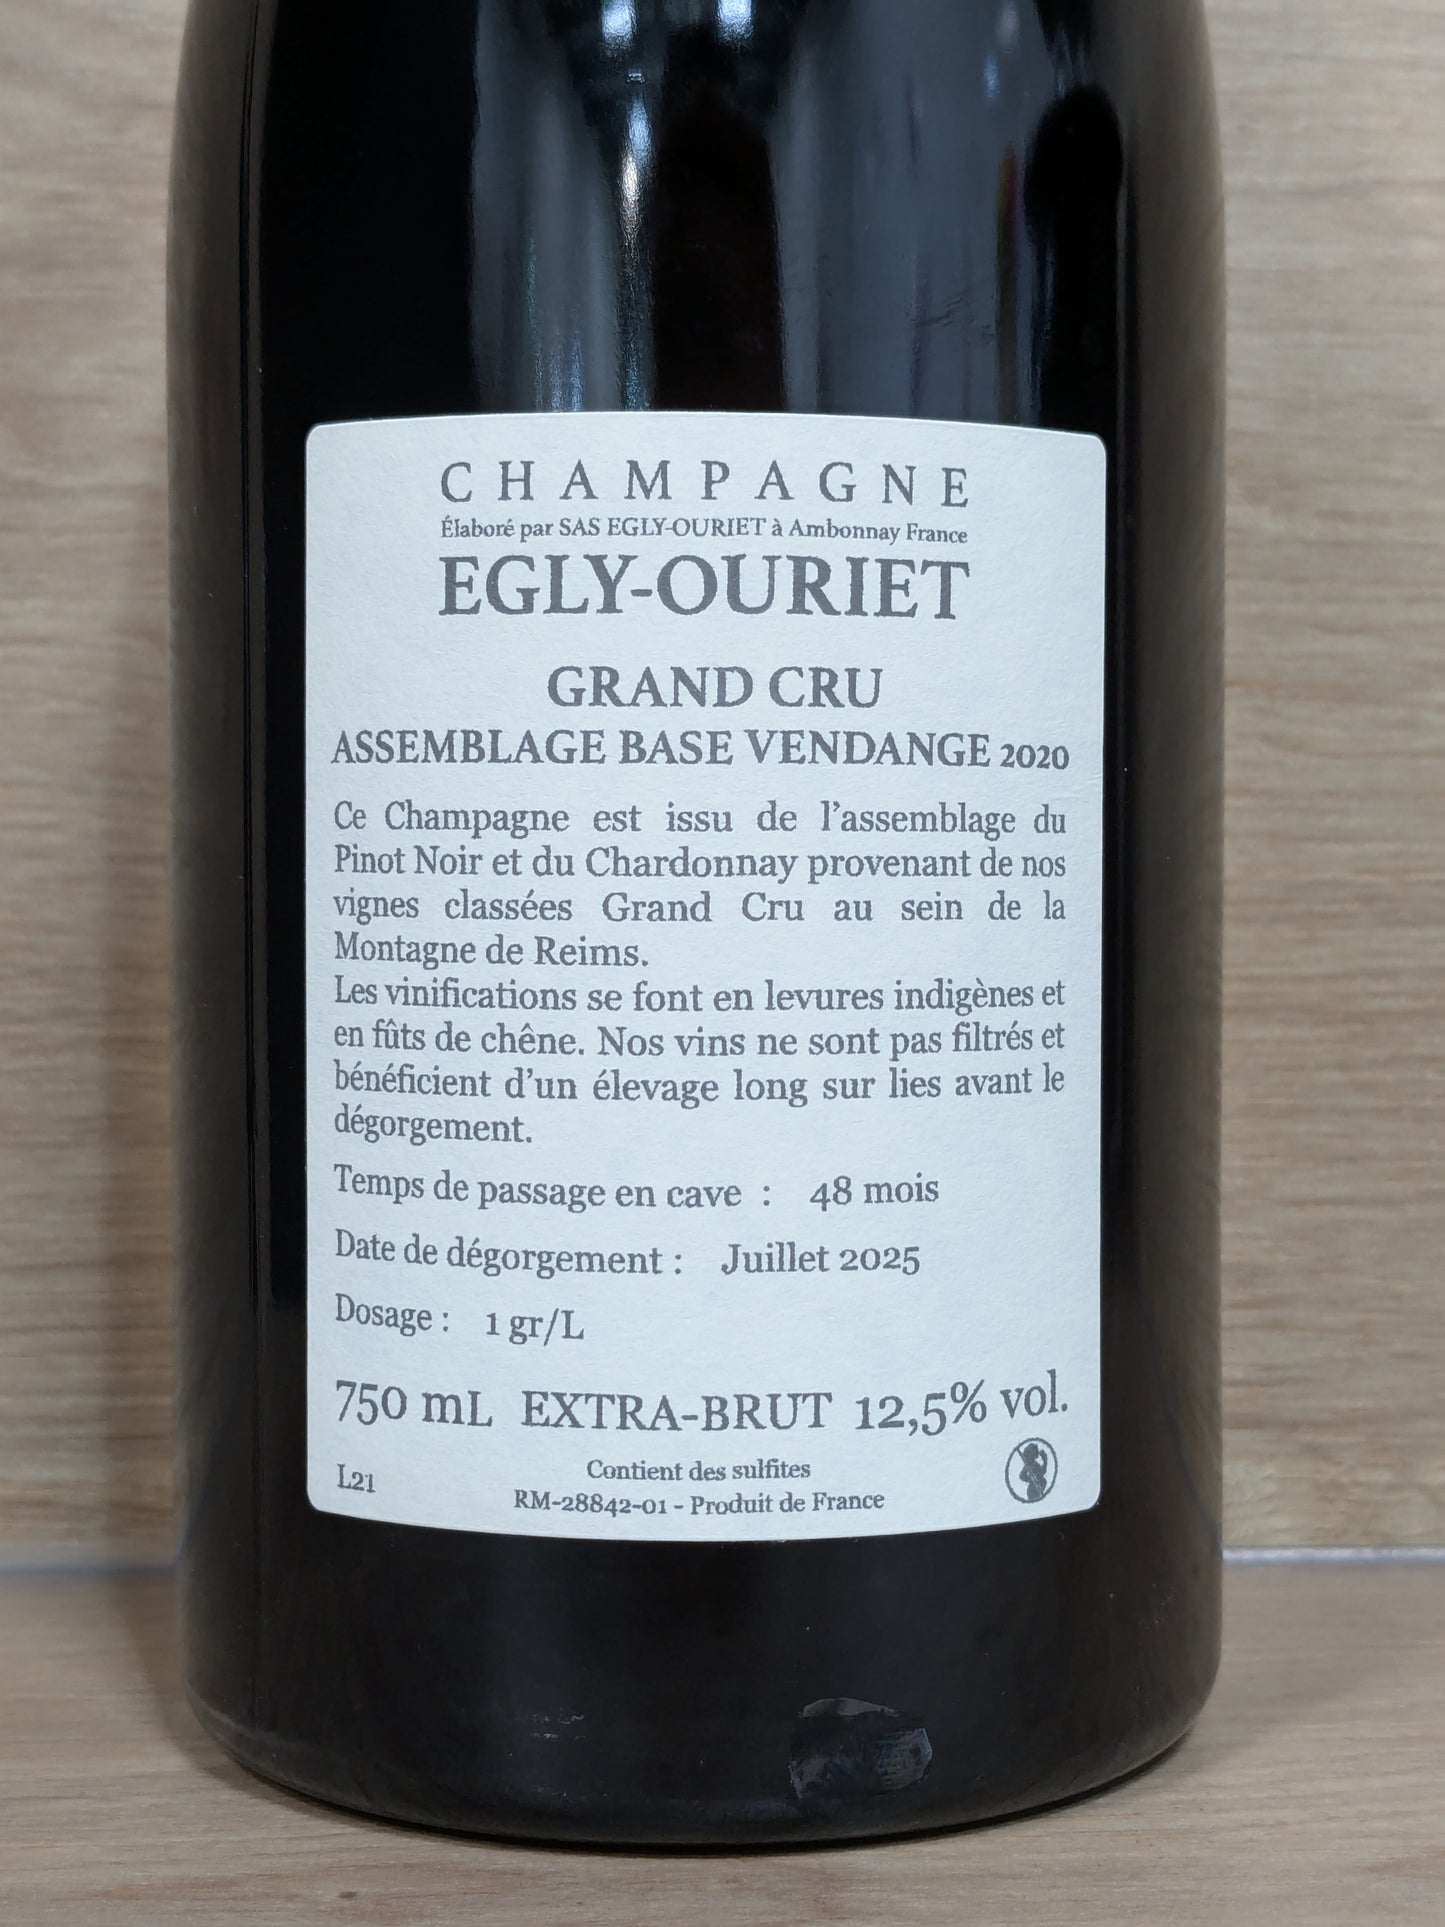 CHAMPAGNE
Élaboré par SAS EGLY-OURIET à Ambonnay France
EGLY-OURIET
GRAND CRU
ASSEMBLAGE BASE VENDANGE 2020
Ce Champagne est issu de l'assemblage du
Pinot Noir et du Chardonnay provenant de nos
vignes classées Grand Cru au sein de la
Montagne de Reims.
Les vinifications se font en levures indigènes et
en fûts de chêne. Nos vins ne sont pas filtrés et
bénéficient d'un élevage long sur lies avant le
dégorgement.
Temps de passage en cave : 48 mois
Date de dégorgement : Juillet 2025
Dosage : 1 gr/L
750 mL EXTRA-BRUT 12,5% vol.
L21
Contient des sulfites
RM-28842-01 - Produit de France